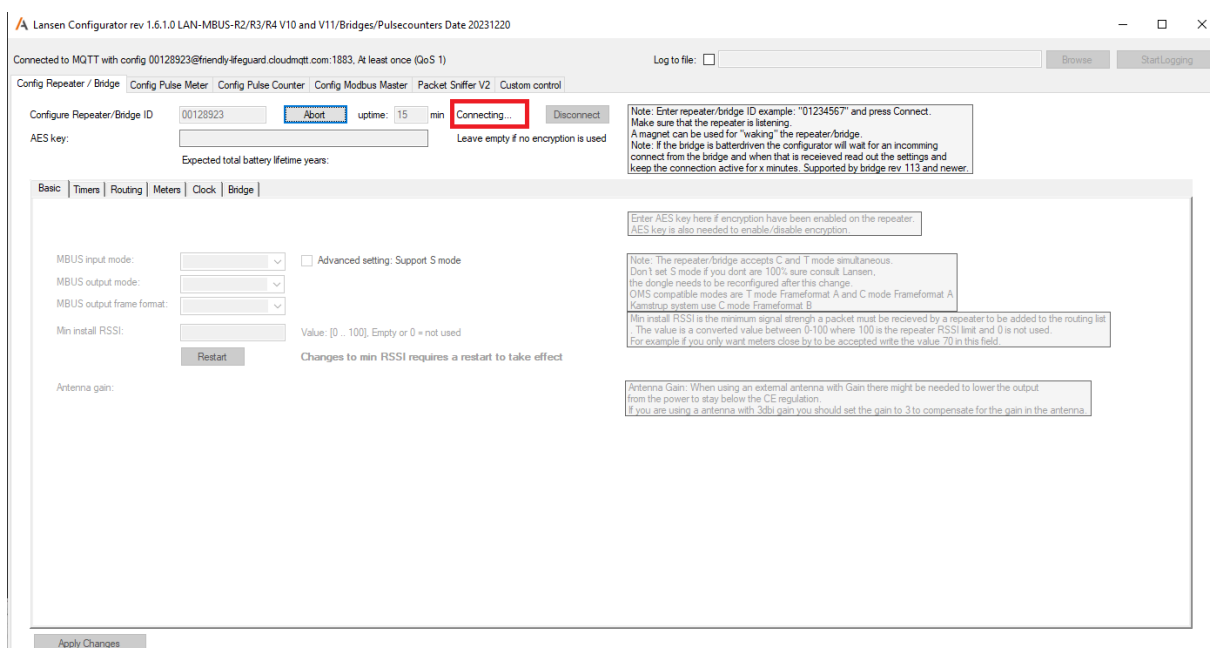 Lansen Configurator rev 1.6.1.0 LAN-MBUS-R2/R3/R4 V10 and V11/Bridges/Pulsecounters Date 20231220
Connected to MQTT with config 00128923@friendly-lifeguard.cloudmqtt.com:1883, At least once (QoS 1)
Log to file:
Browse
StartLogging
Config Repeater / Bridge
Config Pulse Meter
Config Pulse Counter
Config Modbus Master
Packet Sniffer V2
Custom control
Configure Repeater/Bridge ID
00128923
Abort
uptime:
15
min
Connecting...
Disconnect
AES key:
Leave empty if no encryption is used
Expected total battery lifetime years:
Note: Enter repeater/bridge ID example: "01234567" and press Connect.
Make sure that the repeater is listening.
A magnet can be used for "waking" the repeater/bridge.
Note: If the bridge is batterdriven the configurator will wait for an incomming
connect from the bridge and when that is receieved read out the settings and
keep the connection active for x minutes. Supported by bridge rev 113 and newer.
Basic
Timers
Routing
Meters
Clock
Bridge
Enter AES key here if encryption have been enabled on the repeater.
AES key is also needed to enable/disable encryption.
MBUS input mode:
Advanced setting: Support S mode
MBUS output mode:
MBUS output frame format:
Note: The repeater/bridge accepts C and T mode simultaneous.
Don't set S mode if you dont are 100% sure consult Lansen,
the dongle needs to be reconfigured after this change.
OMS compatible modes are T mode Frameformat A and C mode Frameformat A
Kamstrup system use C mode Frameformat B
Min install RSSI:
Value: [0 .. 100], Empty or 0 = not used
Min install RSSI is the minimum signal strengh a packet must be recieved by a repeater to be added to the routing list
. The value is a converted value between 0-100 where 100 is the repeater RSSI limit and 0 is not used.
For example if you only want meters close by to be accepted write the value 70 in this field.
Restart
Changes to min RSSI requires a restart to take effect
Antenna gain:
Antenna Gain: When using an external antenna with Gain there might be needed to lower the output
from the power to stay below the CE regulation.
If you are using a antenna with 3dbi gain you should set the gain to 3 to compensate for the gain in the antenna.
Apply Changes